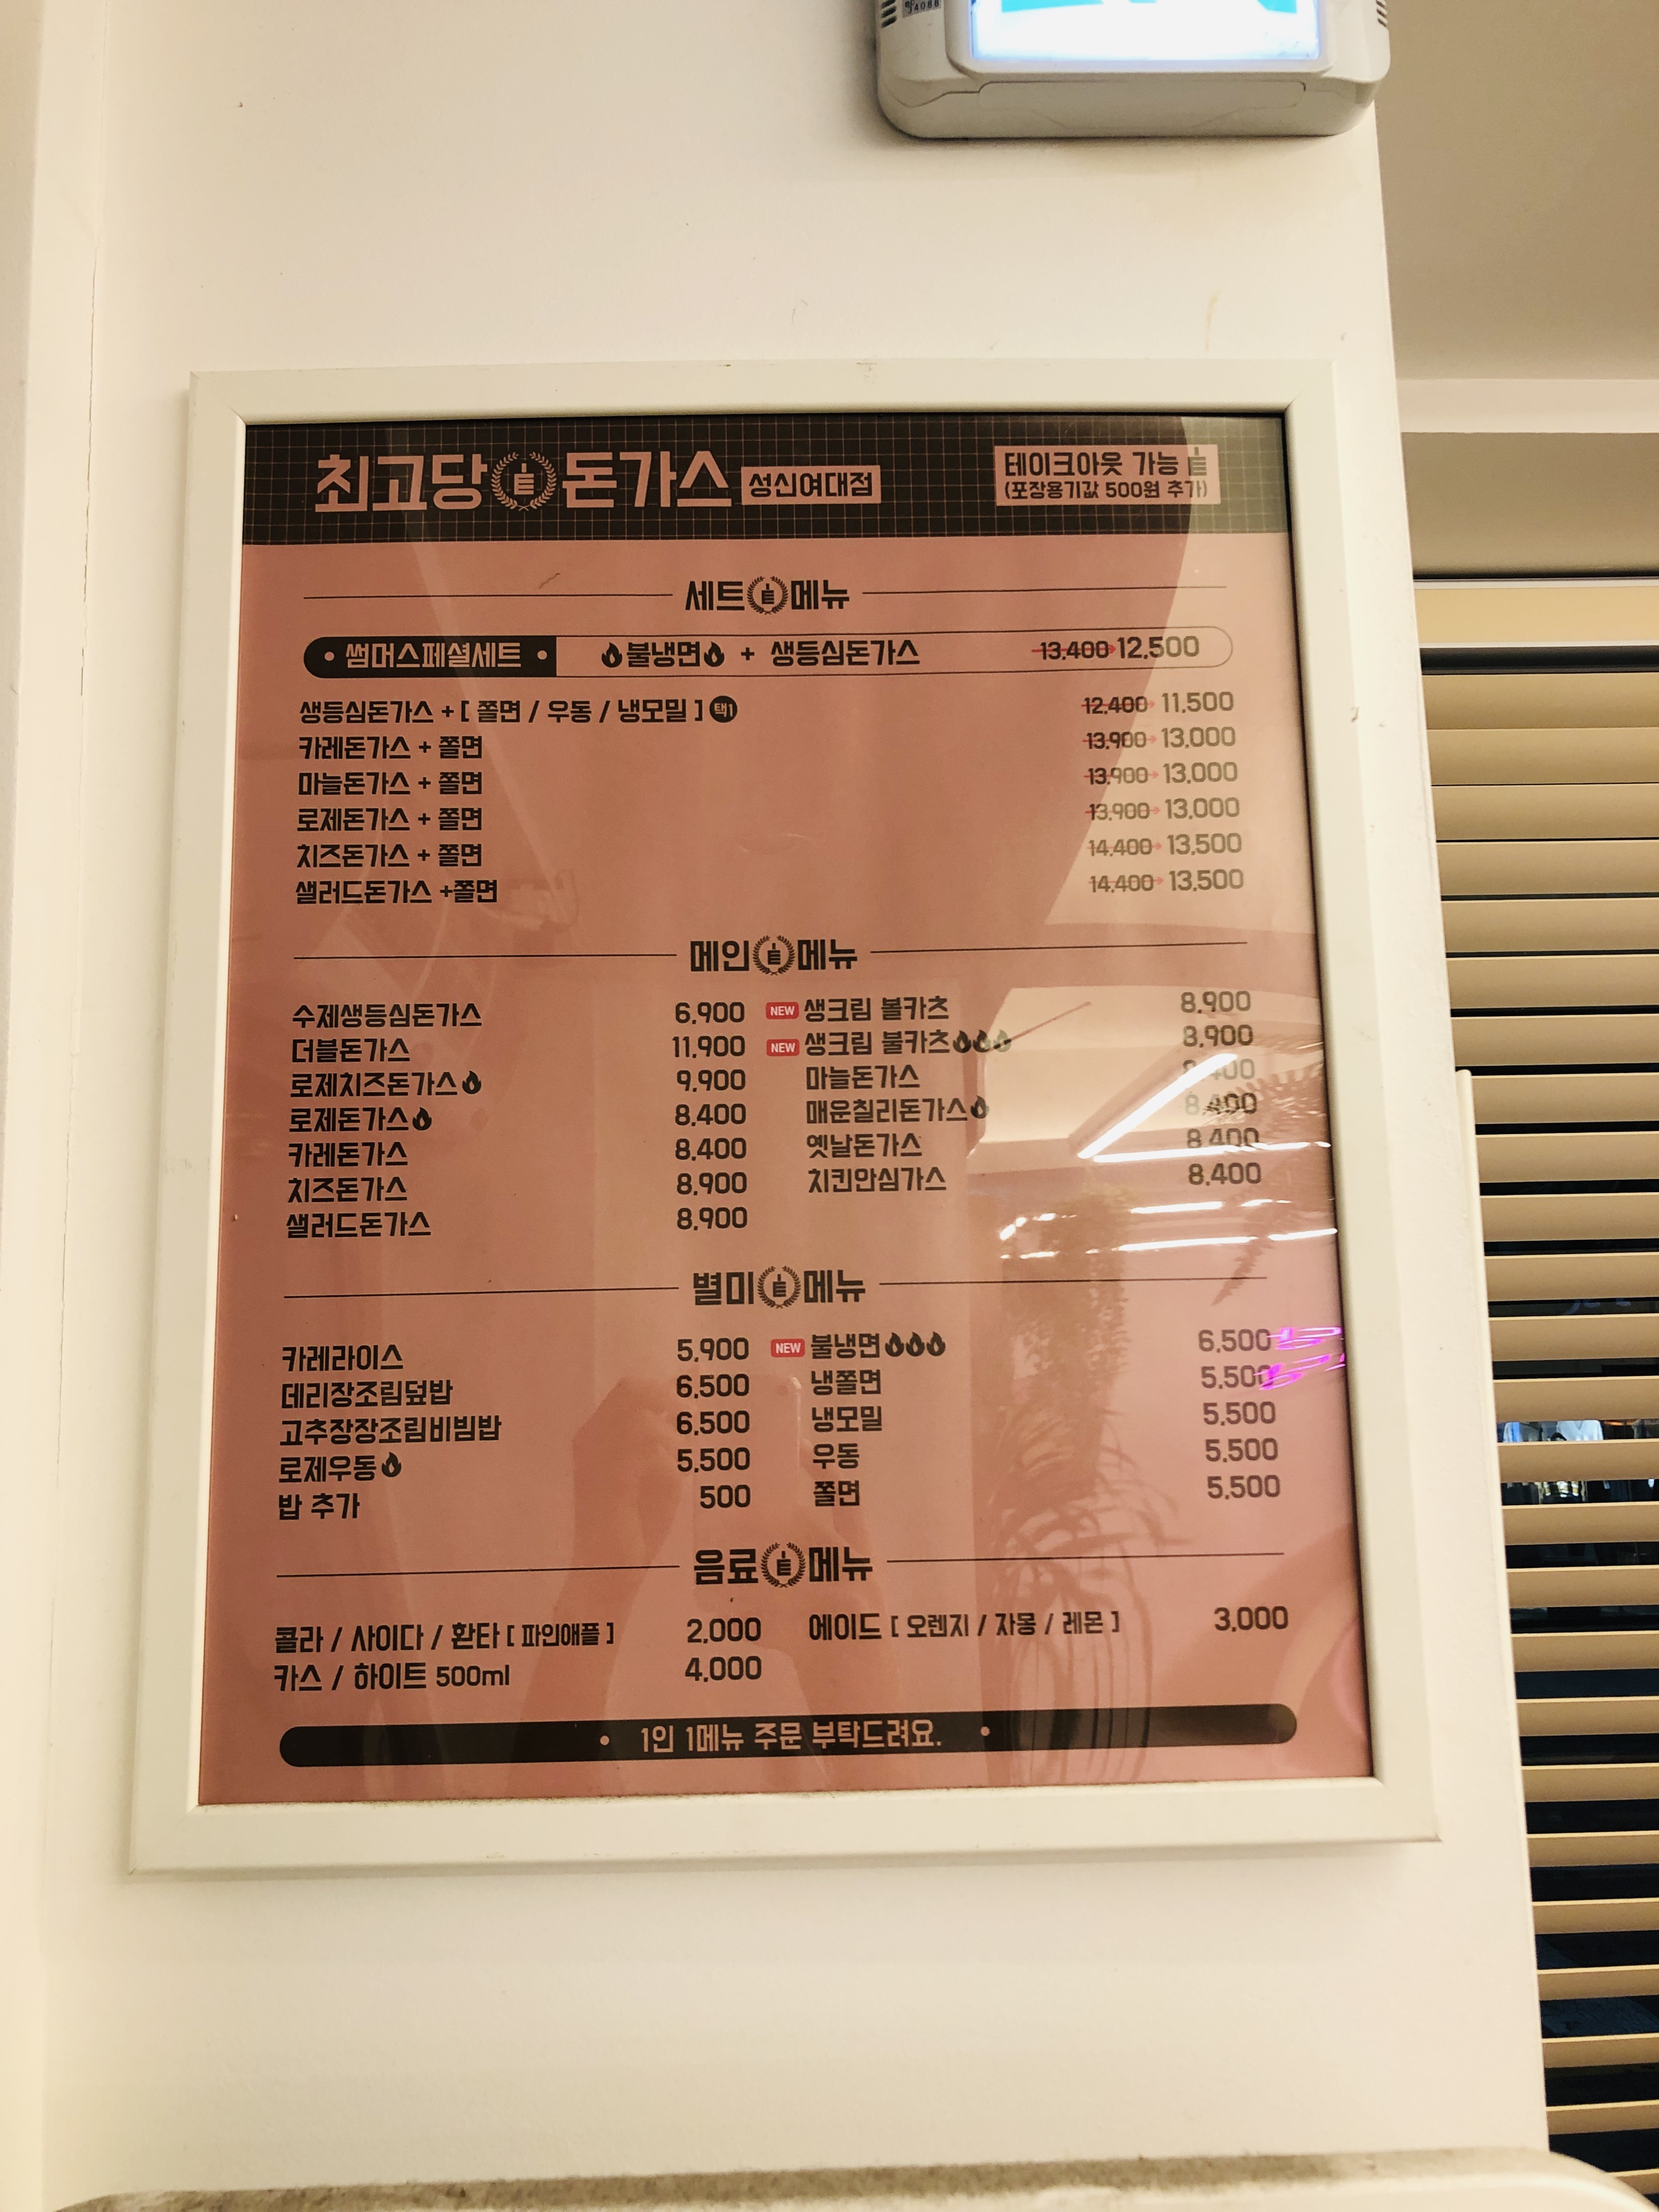 4088
최고당 돈가스 성신여대점
테이크아웃 가능
(포장용기값 500원 추가)
세트 메뉴
• 썸머스페셜세트 • 불냉면 + 생등심돈가스 13,400 12,500
생등심돈가스 + [ 쫄면 / 우동 / 냉모밀 ] 택1 12,400 11,500
카레돈가스 + 쫄면 13,900 13,000
마늘돈가스 + 쫄면 13,900 13,000
로제돈가스 + 쫄면 13,900 13,000
치즈돈가스 + 쫄면 14,400 13,500
샐러드돈가스 +쫄면 14,400 13,500
메인 메뉴
수제생등심돈가스 6,900
더블돈가스 11,900
로제치즈돈가스 9,900
로제돈가스 8,400
카레돈가스 8,400
치즈돈가스 8,900
샐러드돈가스 8,900
NEW 생크림 볼카츠 8,900
NEW 생크림 불카츠 8,900
마늘돈가스
매운칠리돈가스 8,400
옛날돈가스 8,400
치킨안심가스 8,400
별미 메뉴
카레라이스 5,900
데리장조림덮밥 6,500
고추장장조림비빔밥 6,500
로제우동 5,500
밥 추가 500
NEW 불냉면 6,500
냉쫄면 5,500
냉모밀 5,500
우동 5,500
쫄면 5,500
음료 메뉴
콜라 / 사이다 / 환타 [ 파인애플 ] 2,000
카스 / 하이트 500ml 4,000
에이드 [ 오렌지 / 자몽 / 레몬 ] 3,000
• 1인 1메뉴 주문 부탁드려요. •